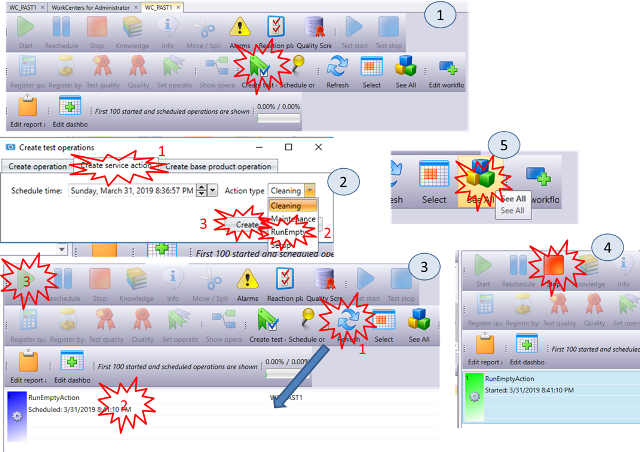 WC_PAST1 WorkCenters for Administrator WC_PAST1
1
Start Reschedule Stop Knowledge Info Move / Spill Alarms Reaction pl Quality Scre Test start Test stop
Register qu Register by Test quality Quality Set operatic Show opera Create test Schedule or Refresh Select See All Edit workflo
Edit report Edit dashbo First 100 started and scheduled operations are shown 0.00% / 0.00%
Create test operations
1
Create operation Create service action Create base product operation
2
Schedule time: Sunday, March 31, 2019 8:36:57 PM Action type Cleaning
Cleaning
3 Create Maintenance
RunEmpty 2
Setup
First 100 started and scheduled ope
5
esh Select See All workflo
See All
See All
3
3
Start Reschedule Stop Knowledge Info Move / Spill Alarms Reaction pl Quality Scre Test start Test stop
Register qu Register by Test quality Quality Set operatic Show opera Create test Schedule or Refresh Select See All
1
Edit report Edit dashbo First 100 started and scheduled operations are shown 0.00% / 0.00%
RunEmptyAction
Scheduled: 3/31/2019 8:41:10 PM
2
4
Start Reschedule Stop Knowledge
Register qu Register by Test quality Quality Set operatic
Edit report Edit dashbo First 100 started and scheduled
1
RunEmptyAction
Started: 3/31/2019 8:41:10 PM